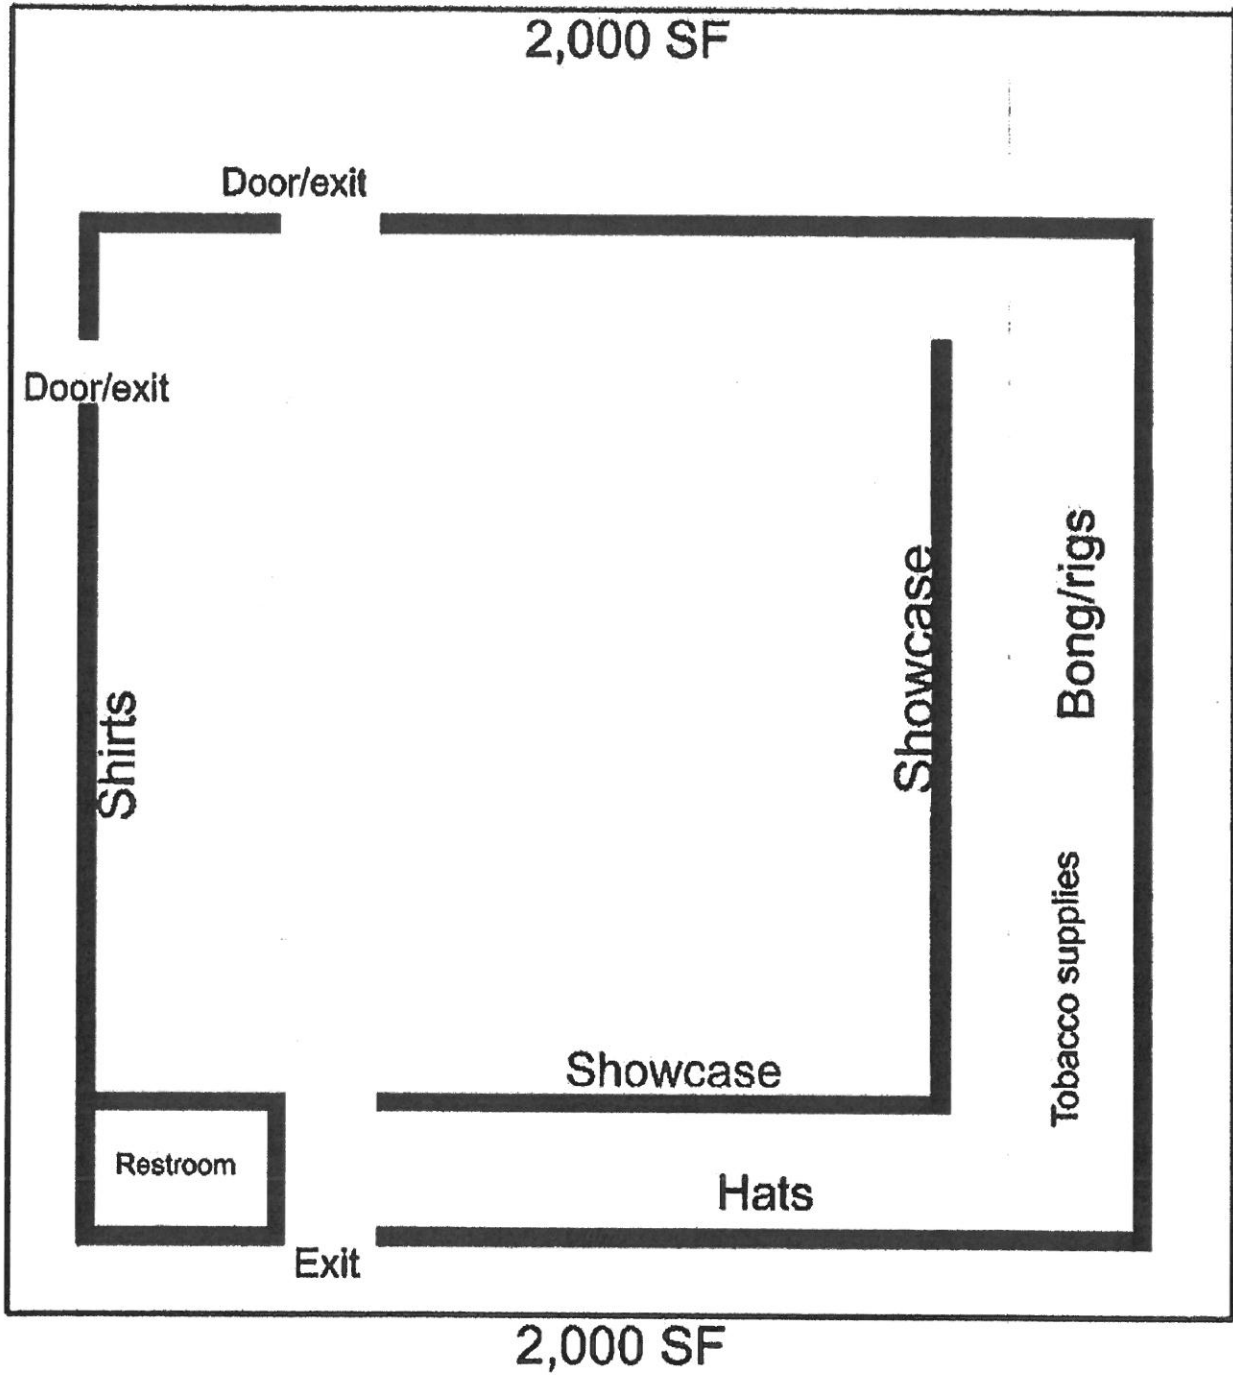 2,000 SF
Door/exit
Door/exit
Showcase
Bong/rigs
Shirts
Tobacco supplies
Showcase
Restroom
Hats
Exit
2,000 SF